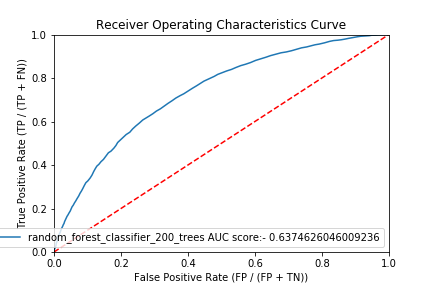 Receiver Operating Characteristics Curve
1.0
0.8
0.6
0.4
0.2
0.0
True Positive Rate (TP / (TP + FN))
random_forest_classifier_200_trees AUC score:- 0.6374626046009236
0.0 0.2 0.4 0.6 0.8 1.0
False Positive Rate (FP / (FP + TN))